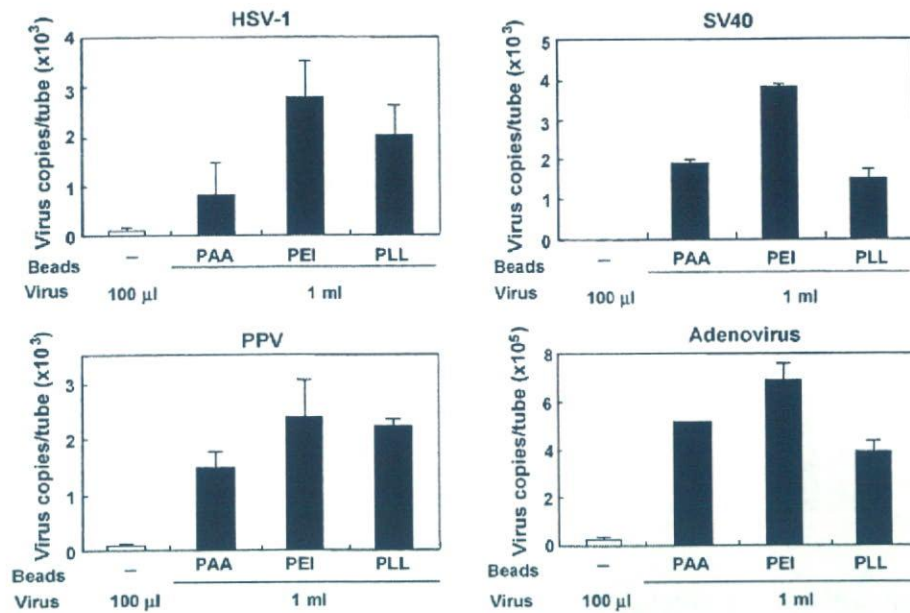 HSV-1
Virus copies/tube (x10³)
4
3
2
1
0
Beads – PAA PEI PLL
Virus 100 µl 1 ml
SV40
Virus copies/tube (x10³)
5
4
3
2
1
0
Beads – PAA PEI PLL
Virus 100 µl 1 ml
PPV
Virus copies/tube (x10³)
3
2
1
0
Beads – PAA PEI PLL
Virus 100 µl 1 ml
Adenovirus
Virus copies/tube (x10⁵)
8
6
4
2
0
Beads – PAA PEI PLL
Virus 100 µl 1 ml